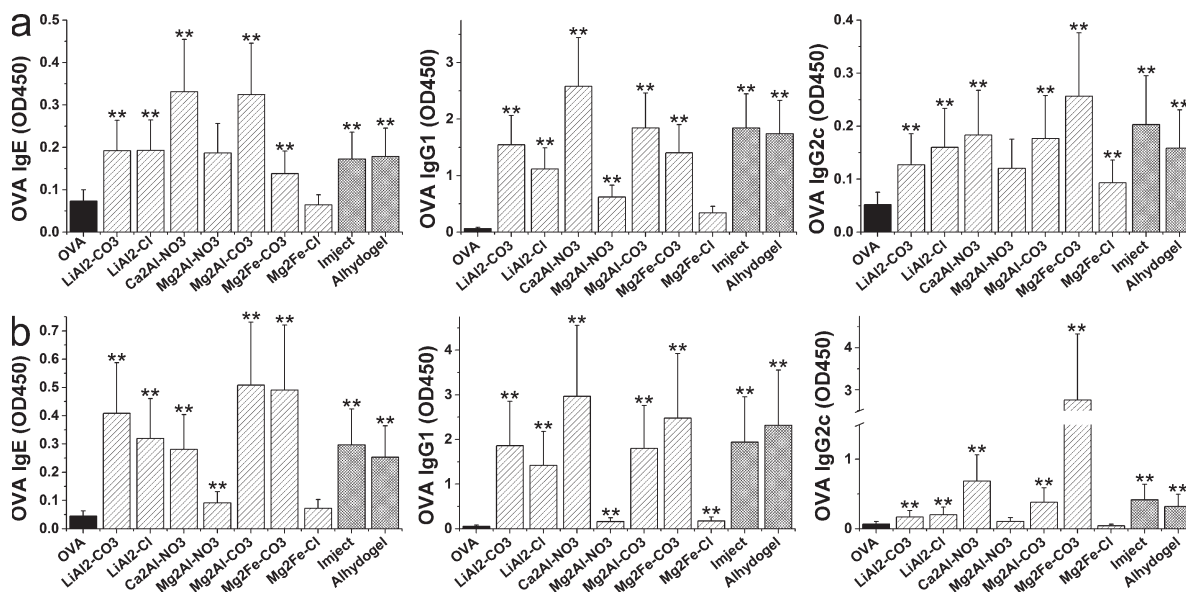 a
OVA IgE (OD450)
0.5
0.4
0.3
0.2
0.1
0.0
**
**
**
**
**
**
**
OVA
LiAl2-CO3
LiAl2-Cl
Ca2Al-NO3
Mg2Al-NO3
Mg2Al-CO3
Mg2Fe-CO3
Mg2Fe-Cl
Imject
Alhydogel
OVA IgG1 (OD450)
3
2
1
0
**
**
**
**
**
**
**
**
OVA
LiAl2-CO3
LiAl2-Cl
Ca2Al-NO3
Mg2Al-NO3
Mg2Al-CO3
Mg2Fe-CO3
Mg2Fe-Cl
Imject
Alhydogel
OVA IgG2c (OD450)
0.4
0.3
0.2
0.1
0.0
**
**
**
**
**
**
**
**
OVA
LiAl2-CO3
LiAl2-Cl
Ca2Al-NO3
Mg2Al-NO3
Mg2Al-CO3
Mg2Fe-CO3
Mg2Fe-Cl
Imject
Alhydogel
b
OVA IgE (OD450)
0.7
0.6
0.5
0.4
0.3
0.2
0.1
0.0
**
**
**
**
**
**
**
**
OVA
LiAl2-CO3
LiAl2-Cl
Ca2Al-NO3
Mg2Al-NO3
Mg2Al-CO3
Mg2Fe-CO3
Mg2Fe-Cl
Imject
Alhydogel
OVA IgG1 (OD450)
4
3
2
1
0
**
**
**
**
**
**
**
**
**
OVA
LiAl2-CO3
LiAl2-Cl
Ca2Al-NO3
Mg2Al-NO3
Mg2Al-CO3
Mg2Fe-CO3
Mg2Fe-Cl
Imject
Alhydogel
OVA IgG2c (OD450)
4
3
1
0
**
**
**
**
**
**
**
OVA
LiAl2-CO3
LiAl2-Cl
Ca2Al-NO3
Mg2Al-NO3
Mg2Al-CO3
Mg2Fe-CO3
Mg2Fe-Cl
Imject
Alhydogel